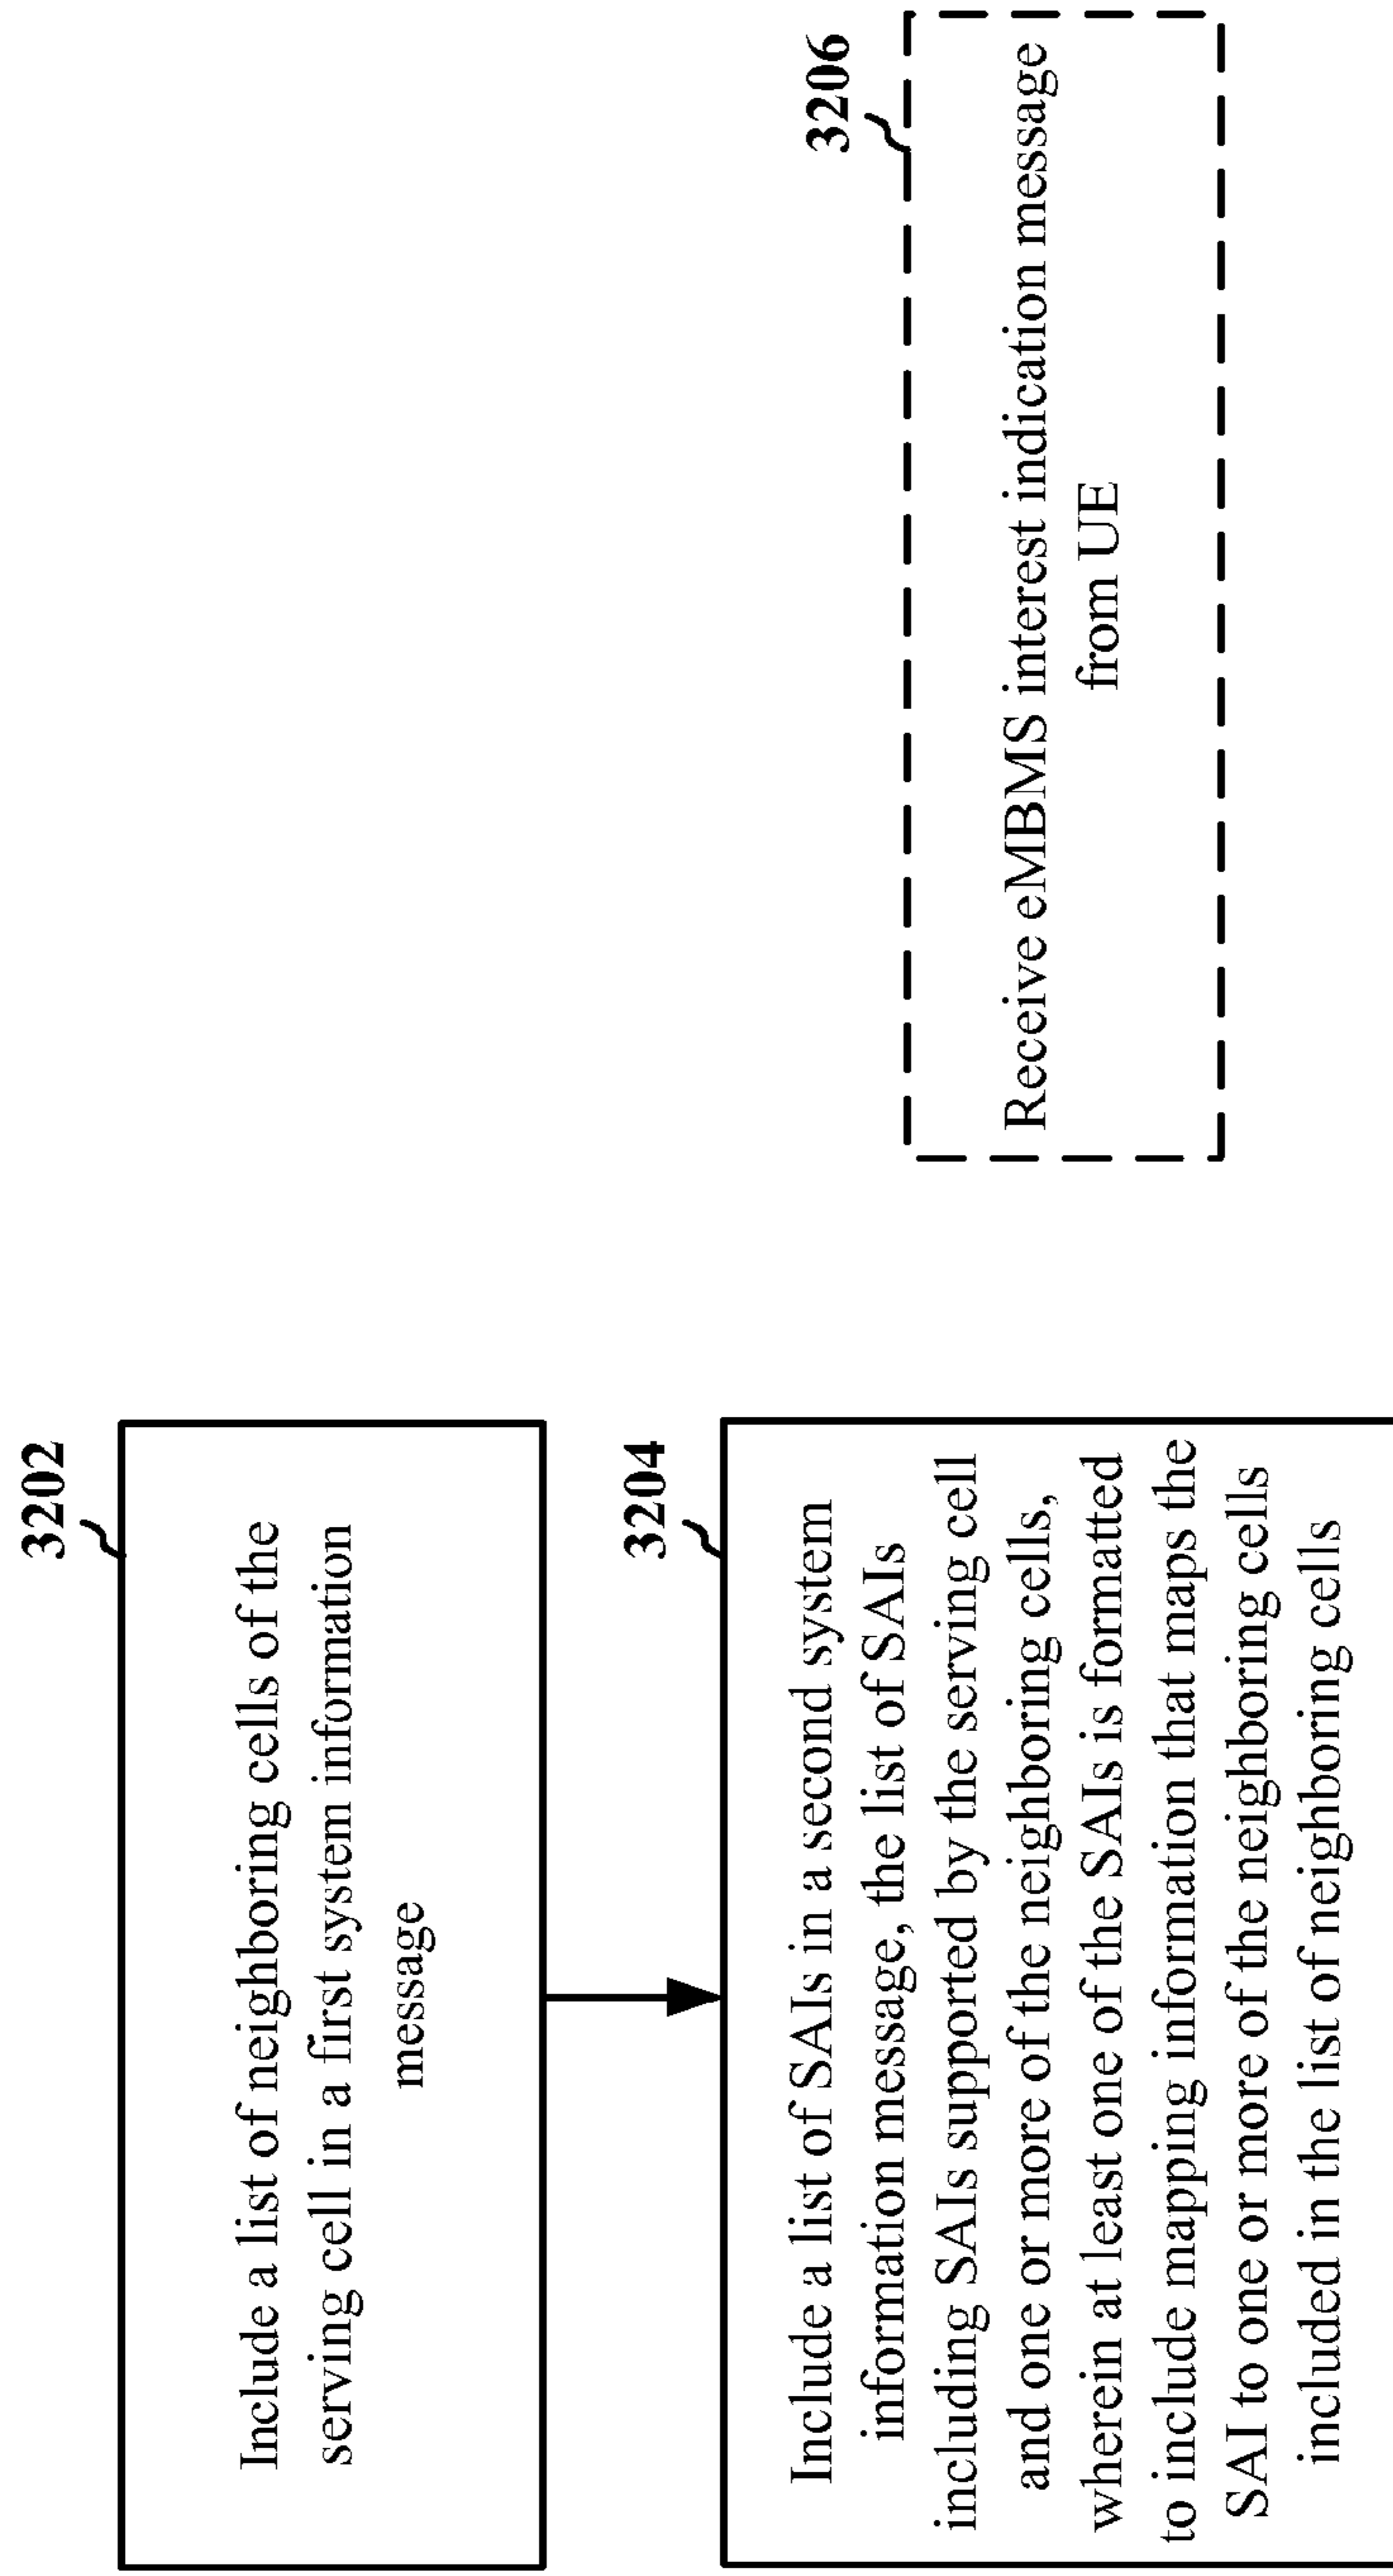 3202
Include a list of neighboring cells of the
serving cell in a first system information
message
3204
Include a list of SAIs in a second system
information message, the list of SAIs
including SAIs supported by the serving cell
and one or more of the neighboring cells,
wherein at least one of the SAIs is formatted
to include mapping information that maps the
SAI to one or more of the neighboring cells
included in the list of neighboring cells
3206
Receive eMBMS interest indication message
from UE